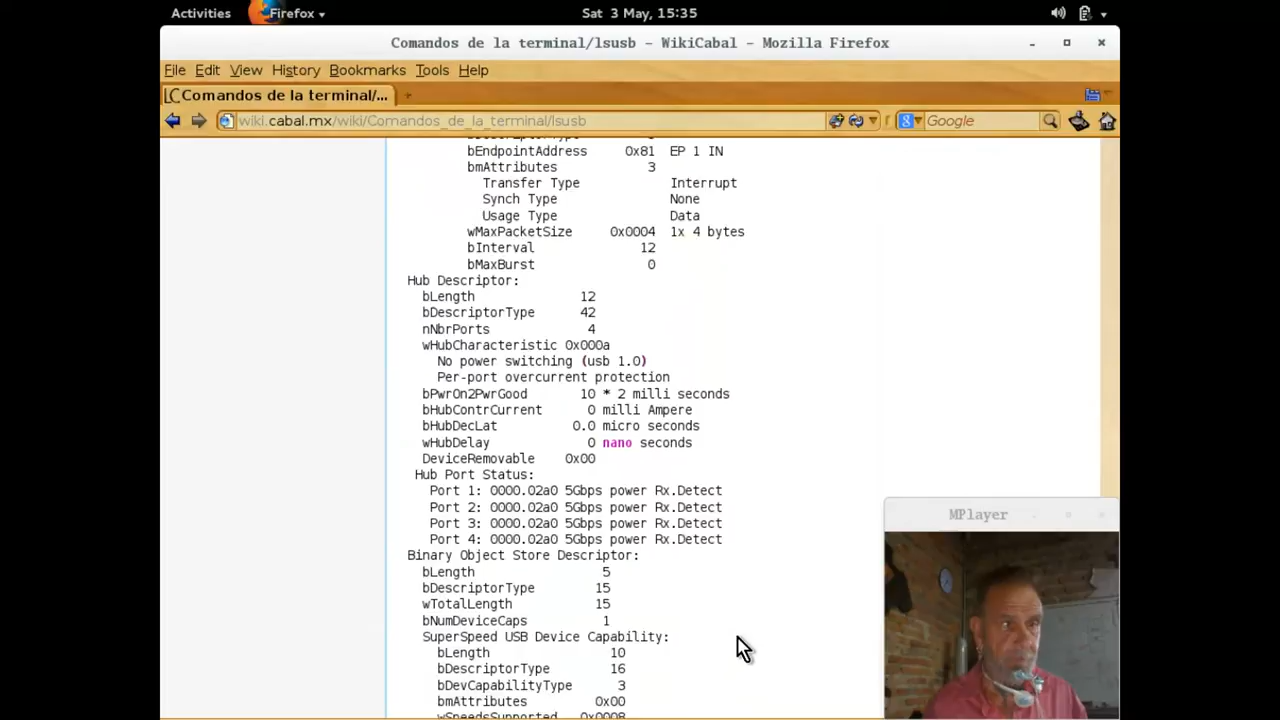 Activities Firefox Sat 3 May, 15:35
Comandos de la terminal/lsusb - WikiCabal - Mozilla Firefox
File Edit View History Bookmarks Tools Help
Comandos de la terminal/...
wiki.cabal.mx/wiki/Comandos_de_la_terminal/lsusb Google
bEndpointAddress 0x81 EP 1 IN
bmAttributes 3
Transfer Type Interrupt
Synch Type None
Usage Type Data
wMaxPacketSize 0x0004 1x 4 bytes
bInterval 12
bMaxBurst 0
Hub Descriptor:
bLength 12
bDescriptorType 42
nNbrPorts 4
wHubCharacteristic 0x000a
No power switching (usb 1.0)
Per-port overcurrent protection
bPwrOn2PwrGood 10 * 2 milli seconds
bHubContrCurrent 0 milli Ampere
bHubDecLat 0.0 micro seconds
wHubDelay 0 nano seconds
DeviceRemovable 0x00
Hub Port Status:
Port 1: 0000.02a0 5Gbps power Rx.Detect
Port 2: 0000.02a0 5Gbps power Rx.Detect
Port 3: 0000.02a0 5Gbps power Rx.Detect
Port 4: 0000.02a0 5Gbps power Rx.Detect
Binary Object Store Descriptor:
bLength 5
bDescriptorType 15
wTotalLength 15
bNumDeviceCaps 1
SuperSpeed USB Device Capability:
bLength 10
bDescriptorType 16
bDevCapabilityType 3
bmAttributes 0x00
wSpeedsSupported 0x0008
MPlayer